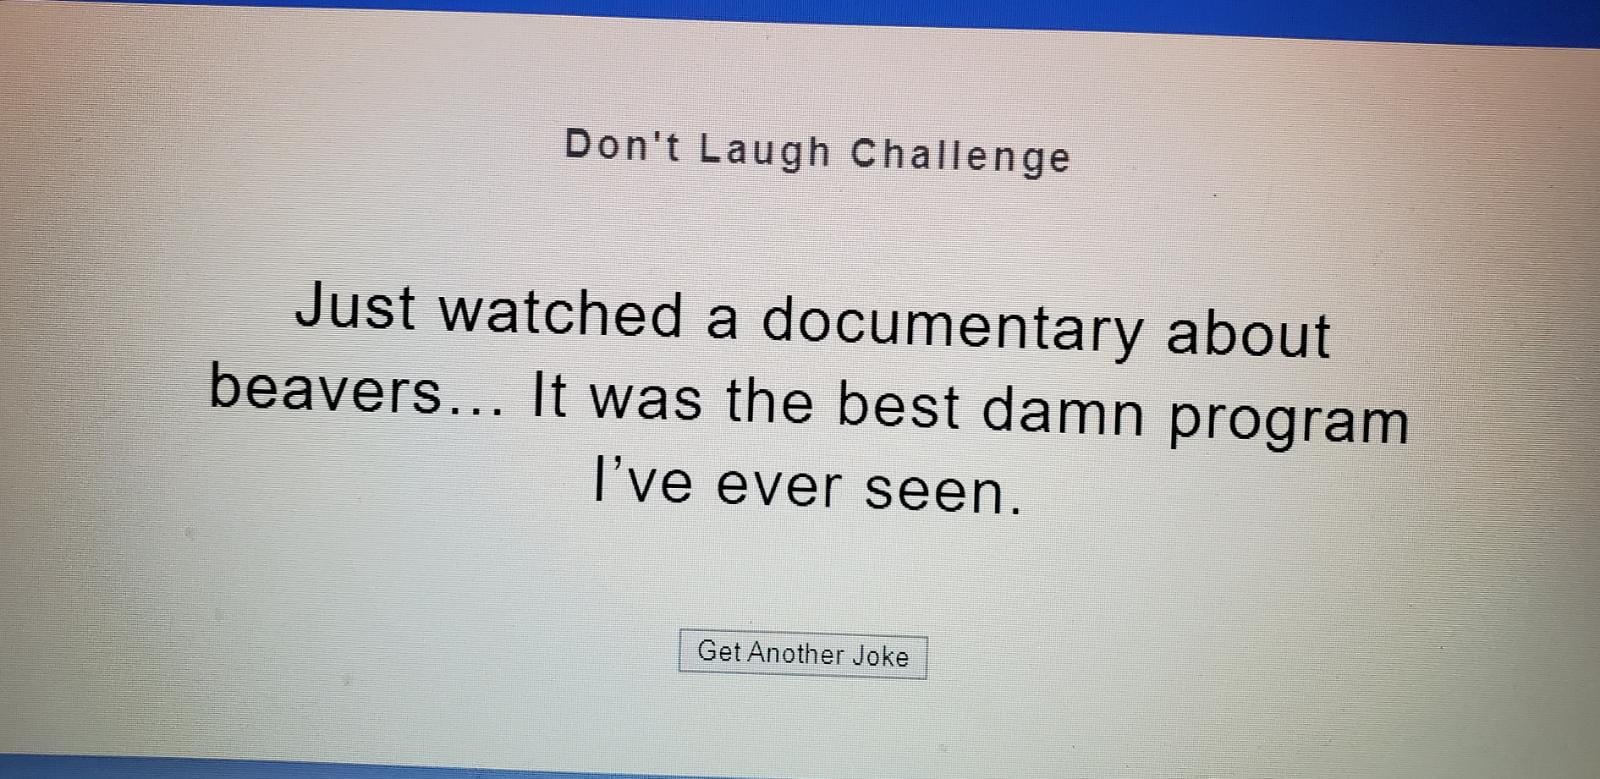 Don't Laugh Challenge
Just watched a documentary about
beavers... It was the best damn program
I've ever seen.
Get Another Joke